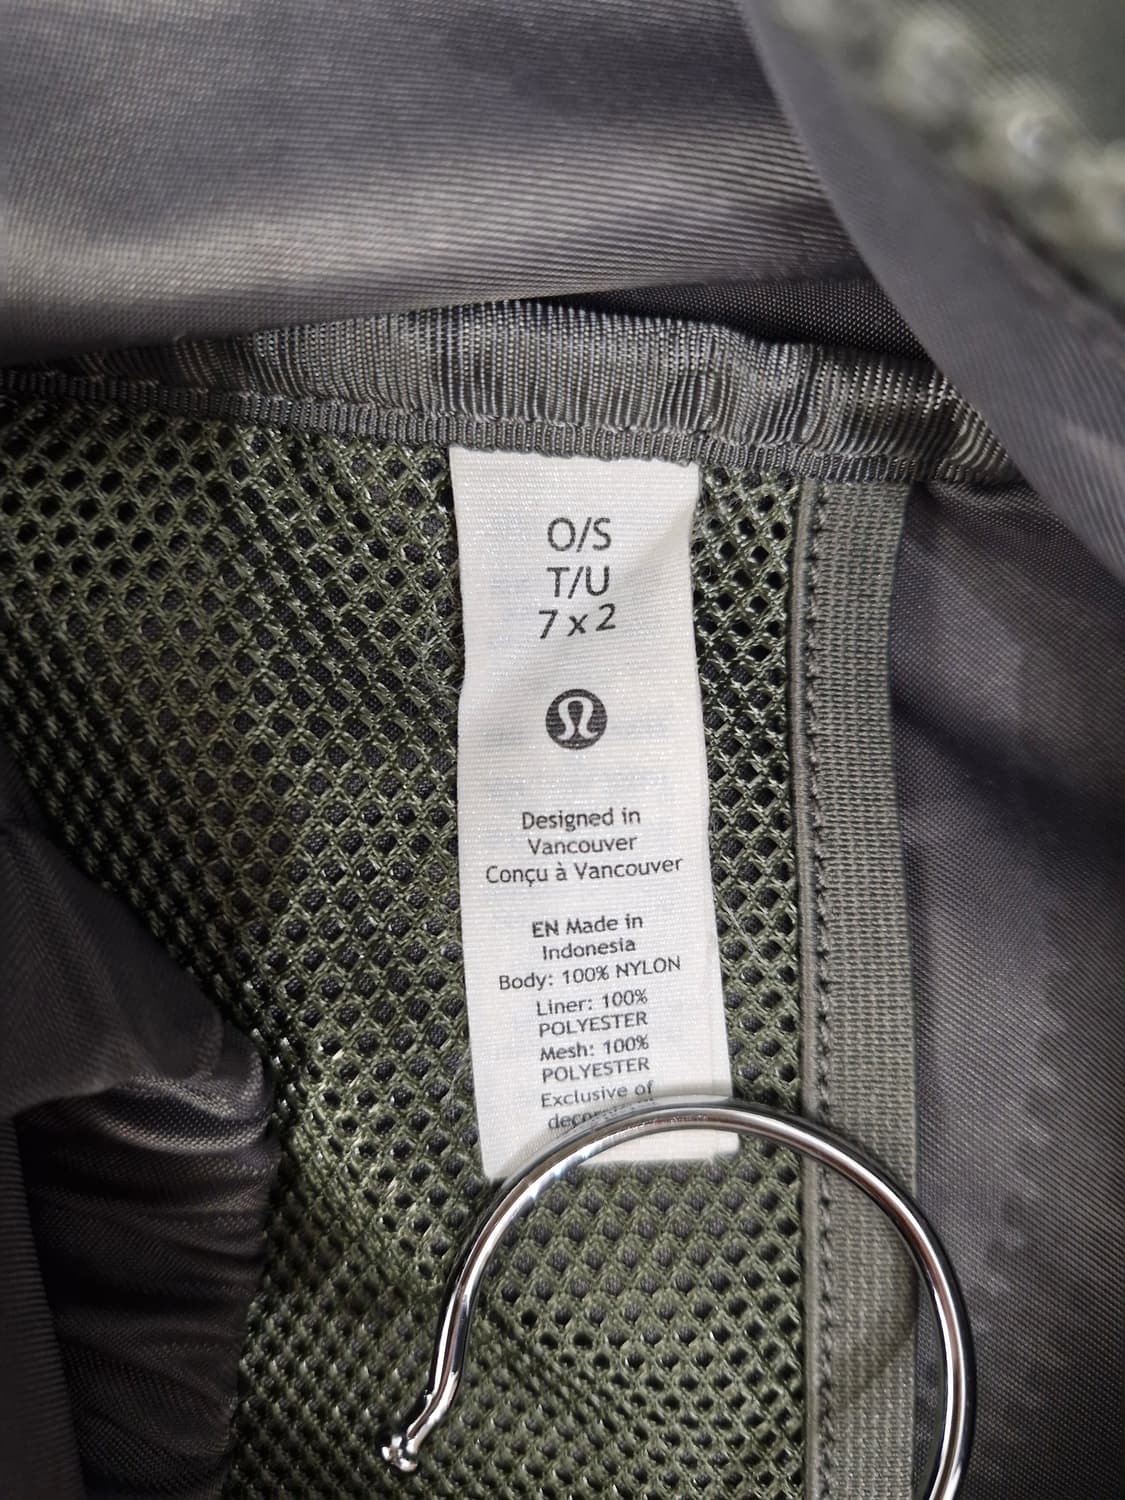 O/S
T/U
7 x 2
Designed in
Vancouver
Conçu à Vancouver
EN Made in
Indonesia
Body: 100% NYLON
Liner: 100%
POLYESTER
Mesh: 100%
POLYESTER
Exclusive of